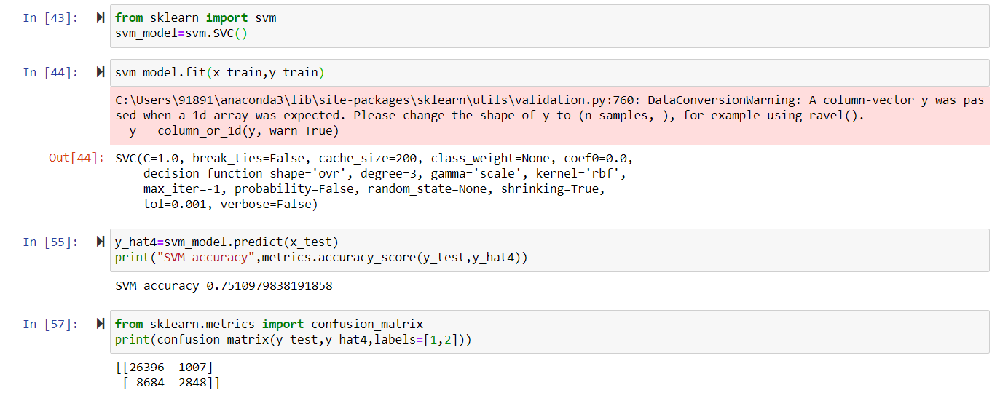 In [43]: from sklearn import svm
svm_model=svm.SVC()
In [44]: svm_model.fit(x_train,y_train)
C:\Users\91891\anaconda3\lib\site-packages\sklearn\utils\validation.py:760: DataConversionWarning: A column-vector y was pas
sed when a 1d array was expected. Please change the shape of y to (n_samples, ), for example using ravel().
  y = column_or_1d(y, warn=True)
Out[44]: SVC(C=1.0, break_ties=False, cache_size=200, class_weight=None, coef0=0.0,
    decision_function_shape='ovr', degree=3, gamma='scale', kernel='rbf',
    max_iter=-1, probability=False, random_state=None, shrinking=True,
    tol=0.001, verbose=False)
In [55]: y_hat4=svm_model.predict(x_test)
print("SVM accuracy",metrics.accuracy_score(y_test,y_hat4))
SVM accuracy 0.7510979838191858
In [57]: from sklearn.metrics import confusion_matrix
print(confusion_matrix(y_test,y_hat4,labels=[1,2]))
[[26396  1007]
 [ 8684  2848]]